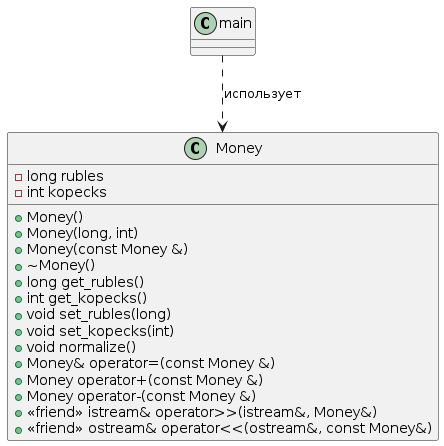 C main
использует
C Money
long rubles
int kopecks
Money()
Money(long, int)
Money(const Money &)
~Money()
long get_rubles()
int get_kopecks()
void set_rubles(long)
void set_kopecks(int)
void normalize()
Money& operator=(const Money &)
Money operator+(const Money &)
Money operator-(const Money &)
«friend» istream& operator>>(istream&, Money&)
«friend» ostream& operator<<(ostream&, const Money&)